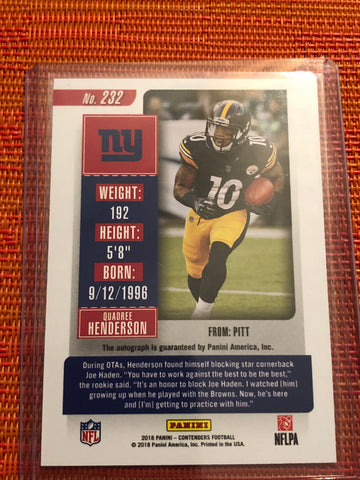 No. 232
ny
WEIGHT:
192
HEIGHT:
5'8"
BORN:
9/12/1996
QUADREE
HENDERSON
10
FROM: PITT
The autograph is guaranteed by Panini America, Inc.
During OTAs, Henderson found himself blocking star cornerback
Joe Haden. "You have to work against the best to be the best,"
the rookie said. "It's an honor to block Joe Haden. I watched [him]
growing up when he played with the Browns. Now, he's here
and [I'm] getting to practice with him."
NFL
PANINI
NFLPA
2018 PANINI - CONTENDERS FOOTBALL
© 2018 Panini America, Inc. Printed in the USA.